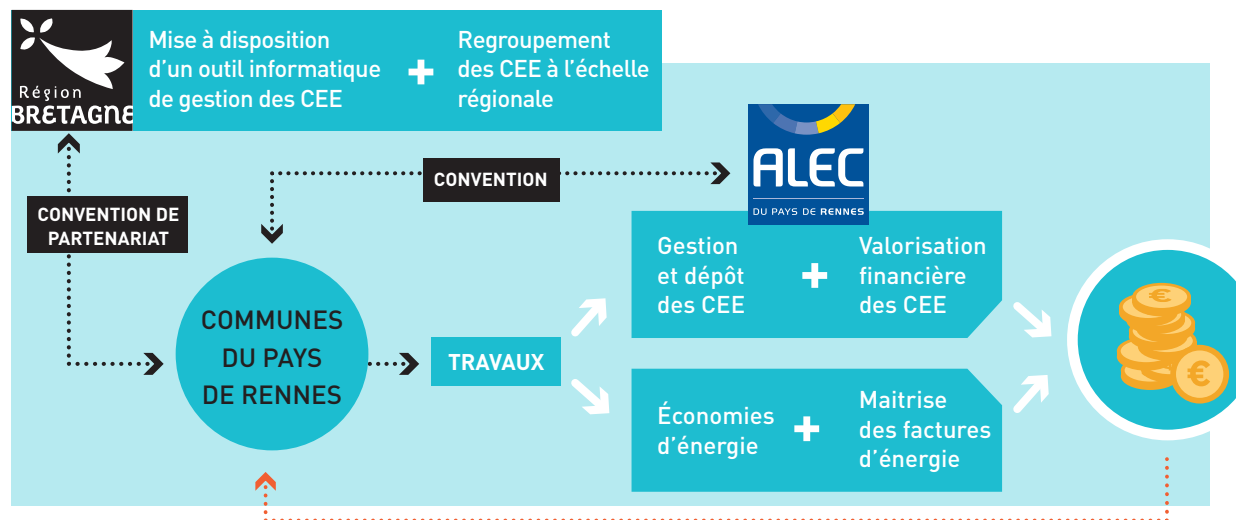 Région
BRETAGNE
Mise à disposition
d'un outil informatique
de gestion des CEE
+
Regroupement
des CEE à l'échelle
régionale
CONVENTION DE
PARTENARIAT
CONVENTION
ALEC
DU PAYS DE RENNES
COMMUNES
DU PAYS
DE RENNES
TRAVAUX
Gestion
et dépôt
des CEE
+
Valorisation
financière
des CEE
Économies
d'énergie
+
Maitrise
des factures
d'énergie
€
€